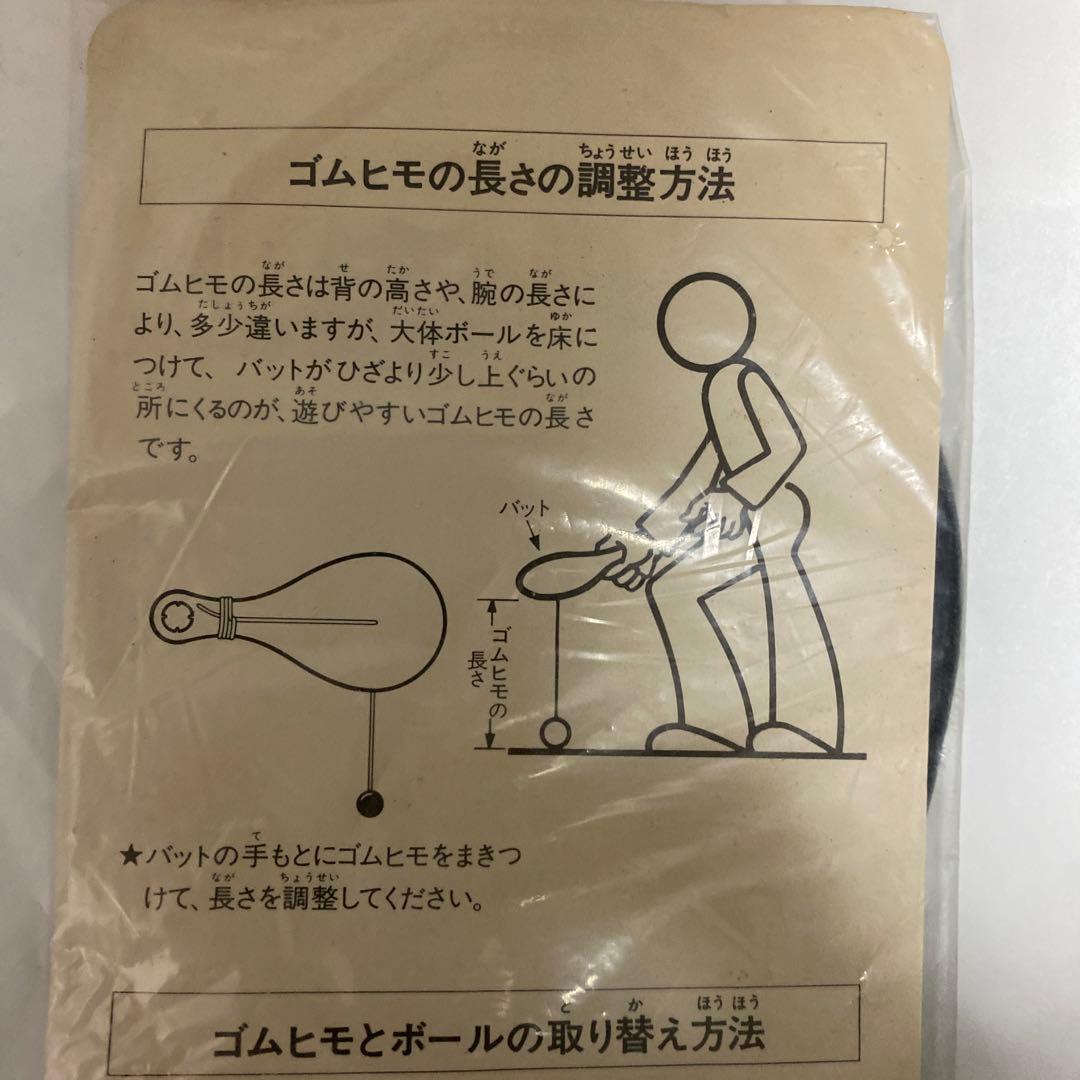 ゴムヒモの長さの調整方法
ゴムヒモの長さは背の高さや、腕の長さに
より、多少違いますが、大体ボールを床に
つけて、バットがひざより少し上ぐらいの
所にくるのが、遊びやすいゴムヒモの長さ
です。
バット
ゴムヒモの
長さ
★バットの手もとにゴムヒモをまきつ
けて、長さを調整してください。
ゴムヒモとボールの取り替え方法